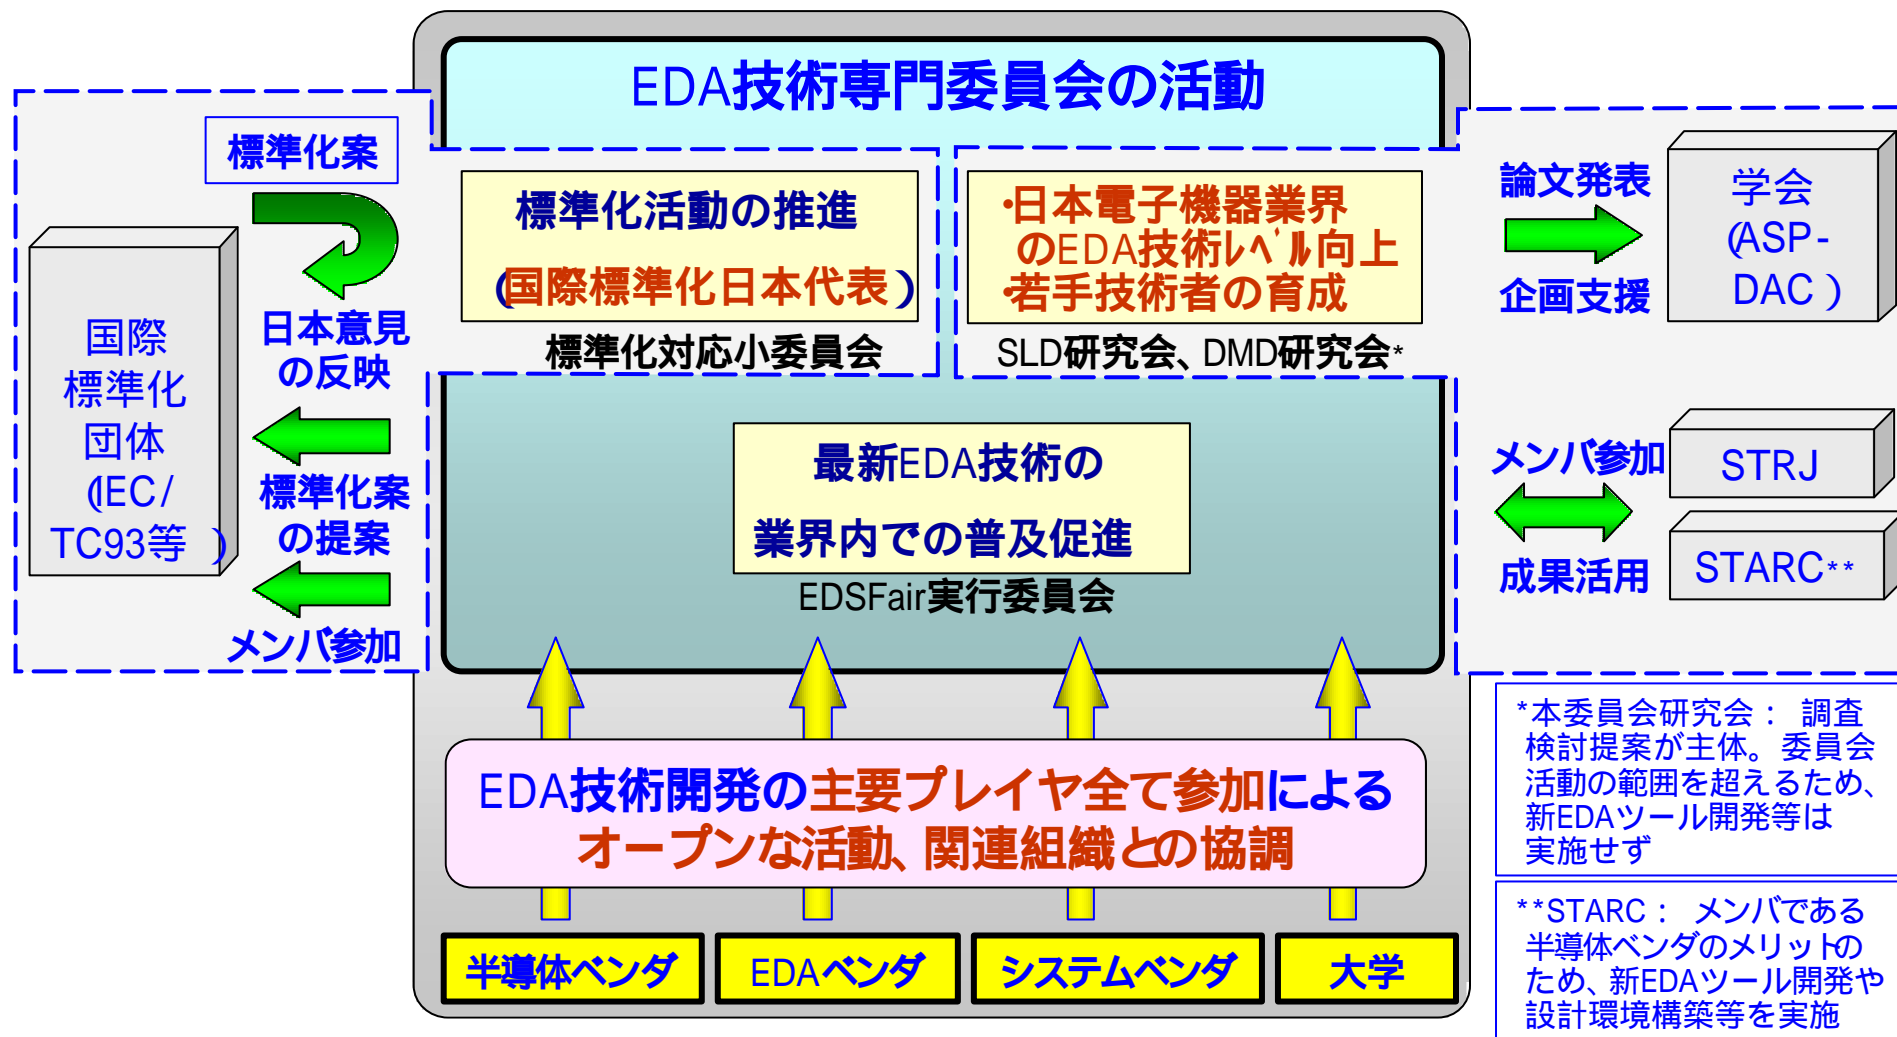 EDA技術専門委員会の活動
標準化案
国際
標準化
団体
(IEC/
TC93等 )
日本意見
の反映
標準化案
の提案
メンバ参加
標準化活動の推進
(国際標準化日本代表)
標準化対応小委員会
・日本電子機器業界
のEDA技術レベル向上
・若手技術者の育成
SLD研究会、DMD研究会*
論文発表
企画支援
学会
(ASP-
DAC )
最新EDA技術の
業界内での普及促進
EDSFair実行委員会
メンバ参加
成果活用
STRJ
STARC**
EDA技術開発の主要プレイヤ全て参加による
オープンな活動、関連組織との協調
半導体ベンダ
EDAベンダ
システムベンダ
大学
*本委員会研究会： 調査
検討提案が主体。委員会
活動の範囲を超えるため、
新EDAツール開発等は
実施せず
**STARC： メンバである
半導体ベンダのメリットの
ため、新EDAツール開発や
設計環境構築等を実施